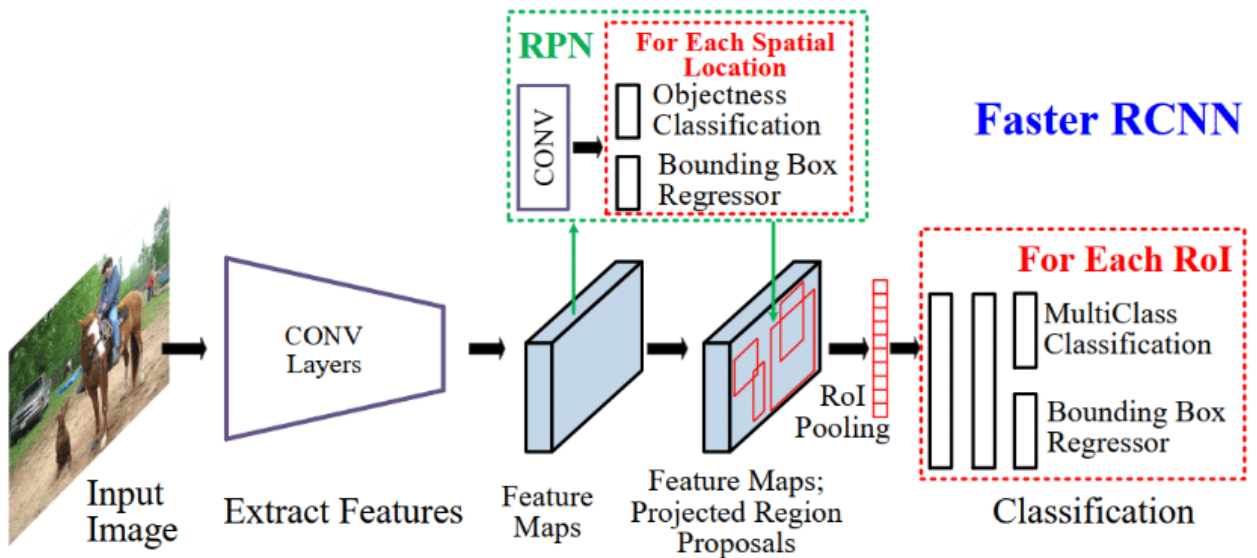 RPN
For Each Spatial
Location
CONV
Objectness
Classification
Bounding Box
Regressor
Faster RCNN
CONV
Layers
For Each RoI
MultiClass
Classification
Bounding Box
Regressor
RoI
Pooling
Input
Image
Extract Features
Feature
Maps
Feature Maps;
Projected Region
Proposals
Classification